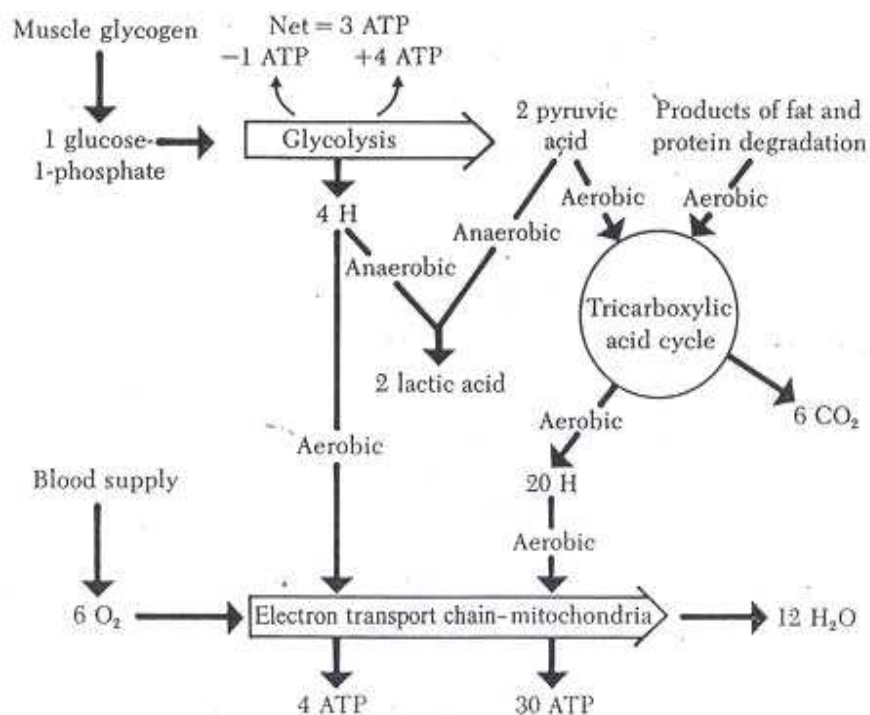 Muscle glycogen
Net = 3 ATP
−1 ATP +4 ATP
1 glucose-
1-phosphate
Glycolysis
2 pyruvic
acid
Products of fat and
protein degradation
4 H
Aerobic
Aerobic
Anaerobic
Anaerobic
Tricarboxylic
acid cycle
2 lactic acid
6 CO₂
Aerobic
Aerobic
20 H
Blood supply
Aerobic
6 O₂
Electron transport chain–mitochondria
12 H₂O
4 ATP
30 ATP